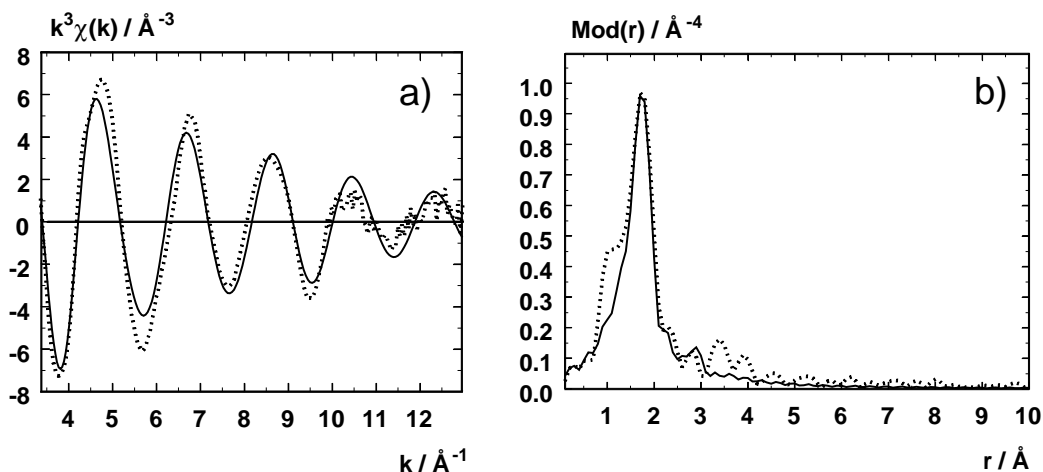 k³χ(k) / Å⁻³
a)
8
6
4
2
0
-2
-4
-6
-8
4 5 6 7 8 9 10 11 12
k / Å⁻¹
Mod(r) / Å⁻⁴
b)
1.0
0.9
0.8
0.7
0.6
0.5
0.4
0.3
0.2
0.1
0.0
1 2 3 4 5 6 7 8 9 10
r / Å